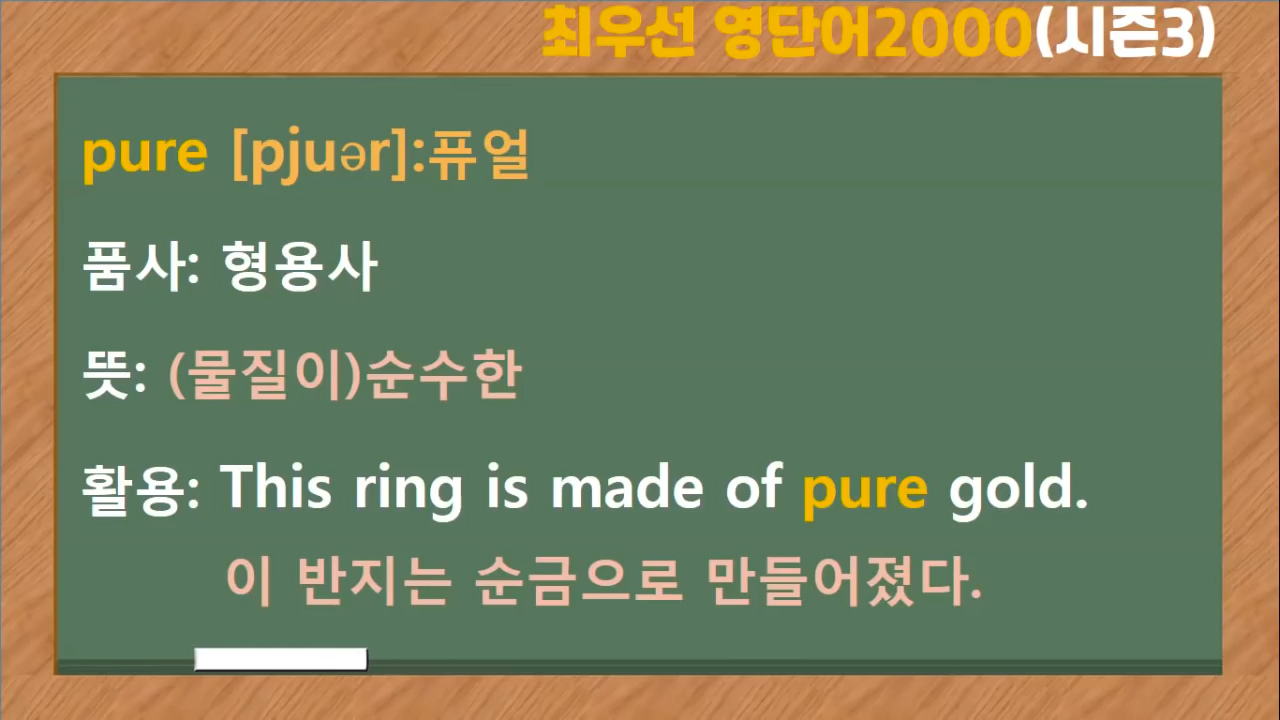 최우선 영단어2000(시즌3)
pure [pjuər]:퓨얼
품사: 형용사
뜻: (물질이)순수한
활용: This ring is made of pure gold.
이 반지는 순금으로 만들어졌다.